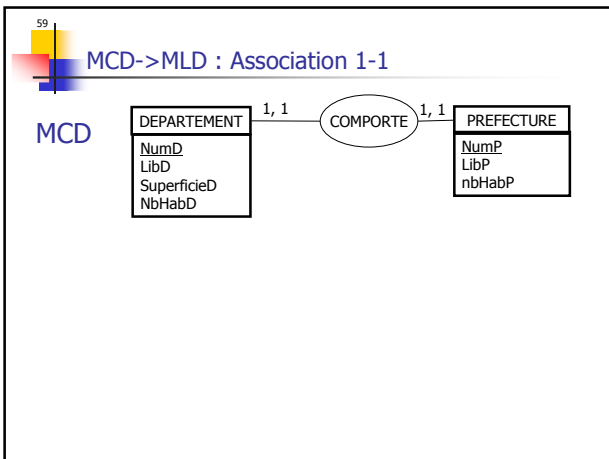 59
MCD->MLD : Association 1-1
MCD
DEPARTEMENT
NumD
LibD
SuperficieD
NbHabD
1, 1
COMPORTE
1, 1
PREFECTURE
NumP
LibP
nbHabP